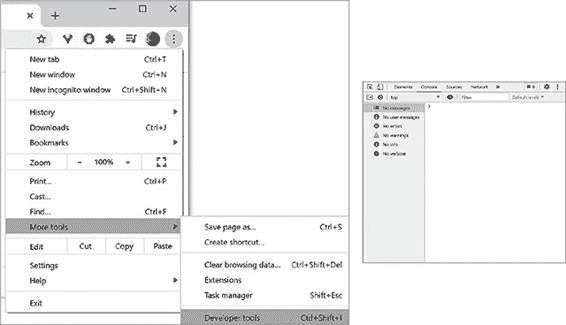 New tab Ctrl+T
New window Ctrl+N
New incognito window Ctrl+Shift+N
History
Downloads Ctrl+J
Bookmarks
Zoom - 100% +
Print... Ctrl+P
Cast...
Find... Ctrl+F
More tools
Edit Cut Copy Paste
Settings
Help
Exit
Save page as... Ctrl+S
Create shortcut...
Clear browsing data... Ctrl+Shift+Del
Extensions
Task manager Shift+Esc
Developer tools Ctrl+Shift+I
Elements Console Sources Network
top Filter Default levels
No messages
No user messages
No errors
No warnings
No info
No verbose